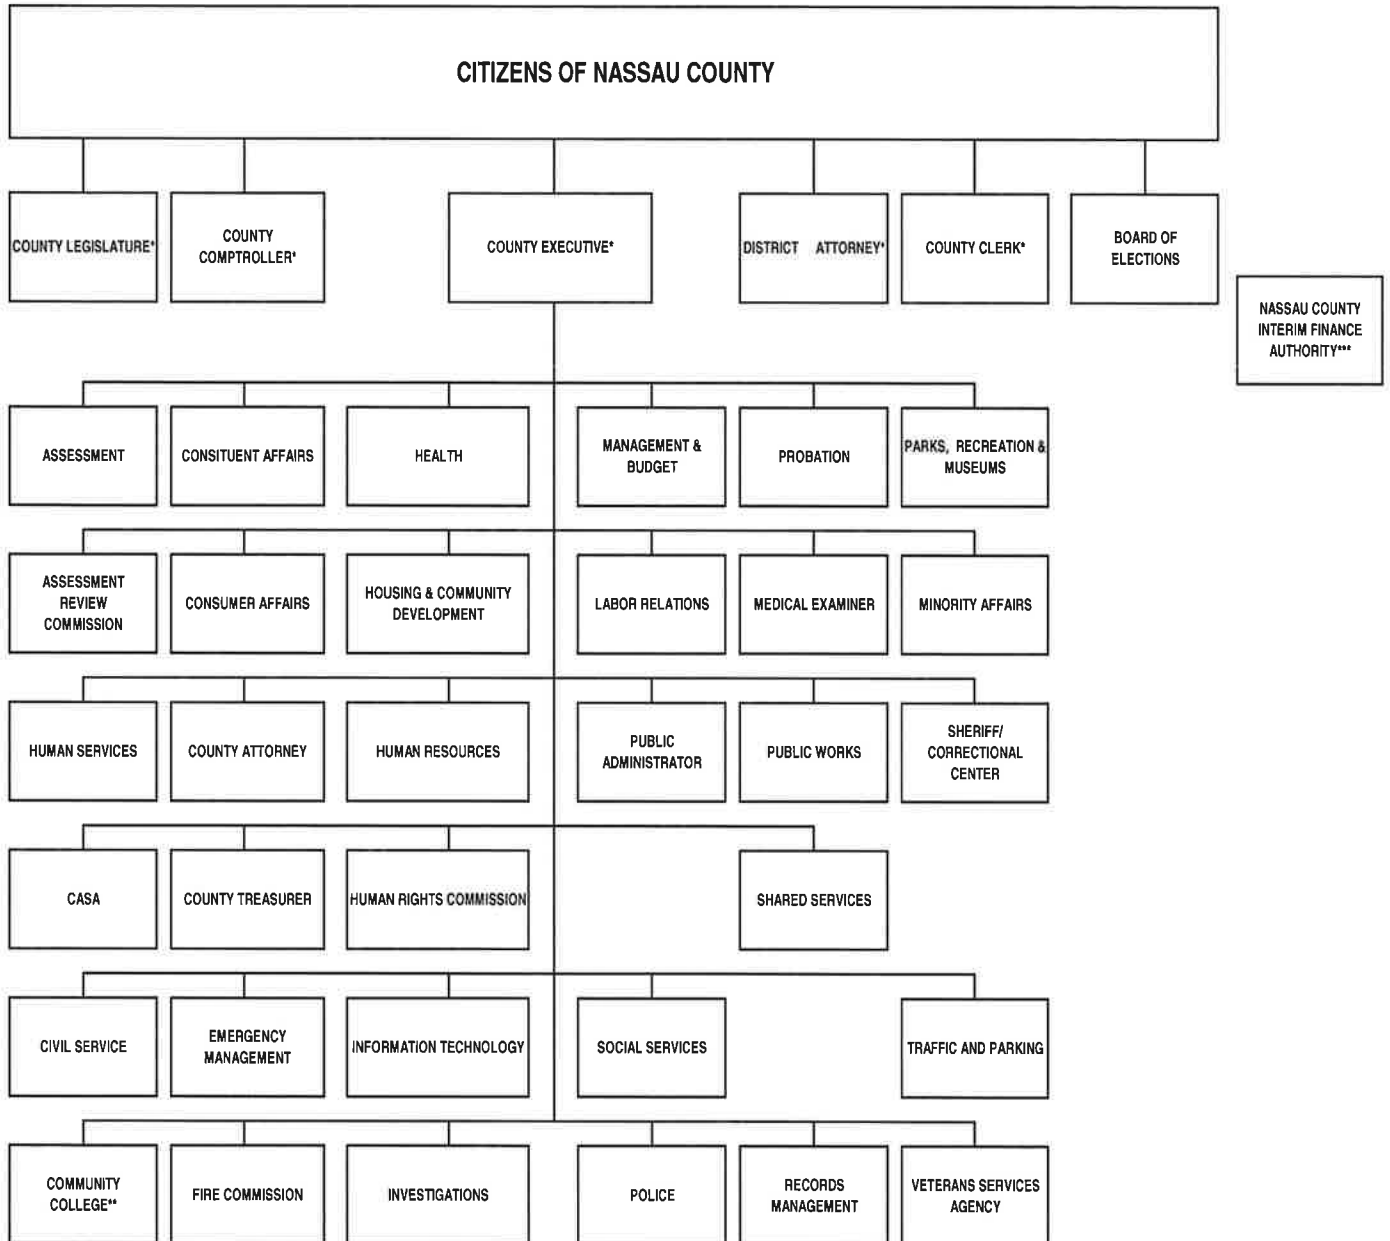 CITIZENS OF NASSAU COUNTY
COUNTY LEGISLATURE*
COUNTY
COMPTROLLER*
COUNTY EXECUTIVE*
DISTRICT ATTORNEY*
COUNTY CLERK*
BOARD OF
ELECTIONS
NASSAU COUNTY
INTERIM FINANCE
AUTHORITY***
ASSESSMENT
CONSITUENT AFFAIRS
HEALTH
MANAGEMENT &
BUDGET
PROBATION
PARKS, RECREATION &
MUSEUMS
ASSESSMENT
REVIEW
COMMISSION
CONSUMER AFFAIRS
HOUSING & COMMUNITY
DEVELOPMENT
LABOR RELATIONS
MEDICAL EXAMINER
MINORITY AFFAIRS
HUMAN SERVICES
COUNTY ATTORNEY
HUMAN RESOURCES
PUBLIC
ADMINISTRATOR
PUBLIC WORKS
SHERIFF/
CORRECTIONAL
CENTER
CASA
COUNTY TREASURER
HUMAN RIGHTS COMMISSION
SHARED SERVICES
CIVIL SERVICE
EMERGENCY
MANAGEMENT
INFORMATION TECHNOLOGY
SOCIAL SERVICES
TRAFFIC AND PARKING
COMMUNITY
COLLEGE**
FIRE COMMISSION
INVESTIGATIONS
POLICE
RECORDS
MANAGEMENT
VETERANS SERVICES
AGENCY